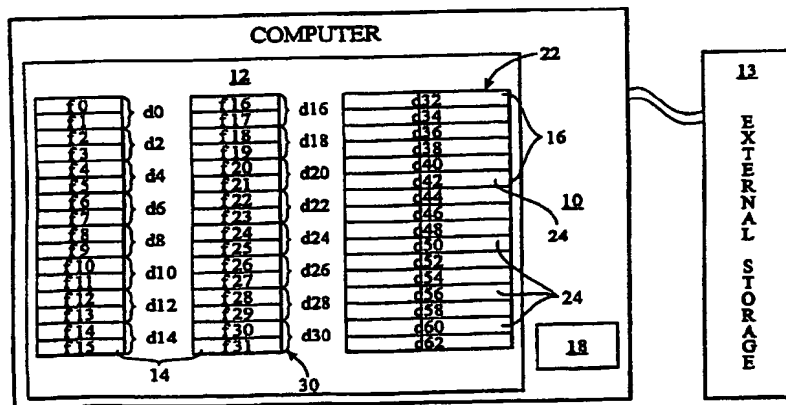 COMPUTER
12
22
13
f0
f1
f2
f3
f4
f5
f6
f7
f8
f9
f10
f11
f12
f13
f14
f15
d0
d2
d4
d6
d8
d10
d12
d14
f16
f17
f18
f19
f20
f21
f22
f23
f24
f25
f26
f27
f28
f29
f30
f31
d16
d18
d20
d22
d24
d26
d28
d30
d32
d34
d36
d38
d40
d42
d44
d46
d48
d50
d52
d54
d56
d58
d60
d62
16
10
24
24
18
14
30
EXTERNAL STORAGE